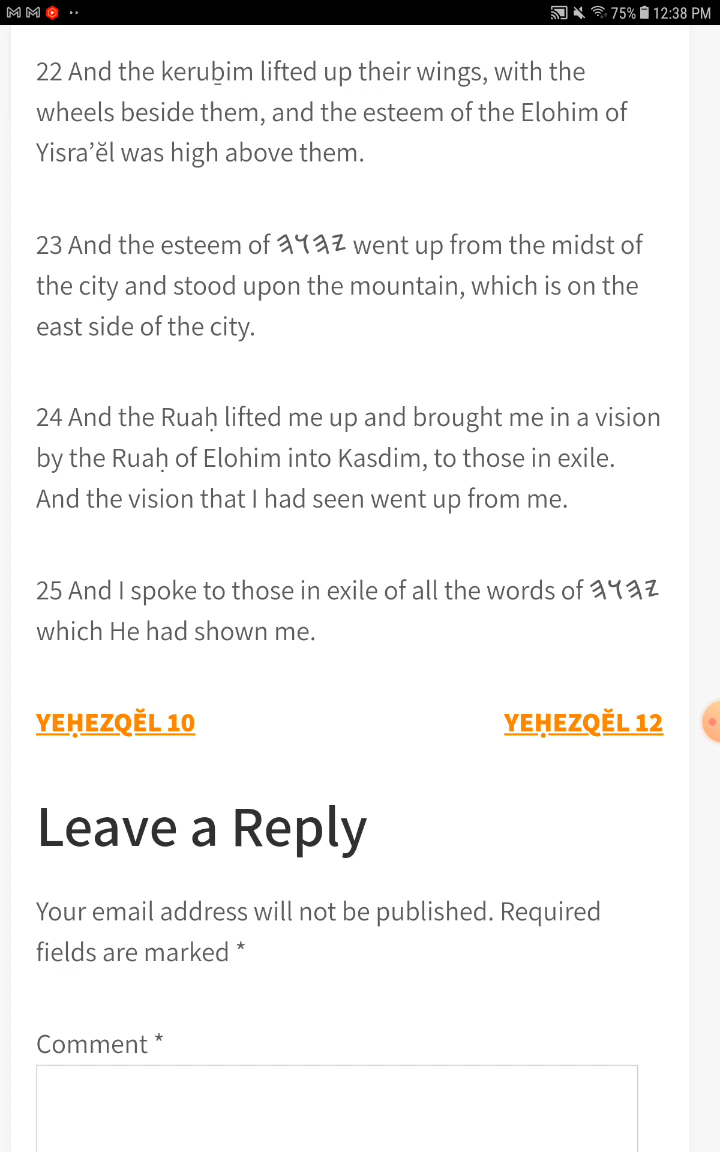 75% 12:38 PM
22 And the keruḇim lifted up their wings, with the
wheels beside them, and the esteem of the Elohim of
Yisra’ĕl was high above them.
23 And the esteem of 𐤉𐤄𐤅𐤄 went up from the midst of
the city and stood upon the mountain, which is on the
east side of the city.
24 And the Ruaḥ lifted me up and brought me in a vision
by the Ruaḥ of Elohim into Kasdim, to those in exile.
And the vision that I had seen went up from me.
25 And I spoke to those in exile of all the words of 𐤉𐤄𐤅𐤄
which He had shown me.
YEḤEZQĔL 10 YEḤEZQĔL 12
Leave a Reply
Your email address will not be published. Required
fields are marked *
Comment *